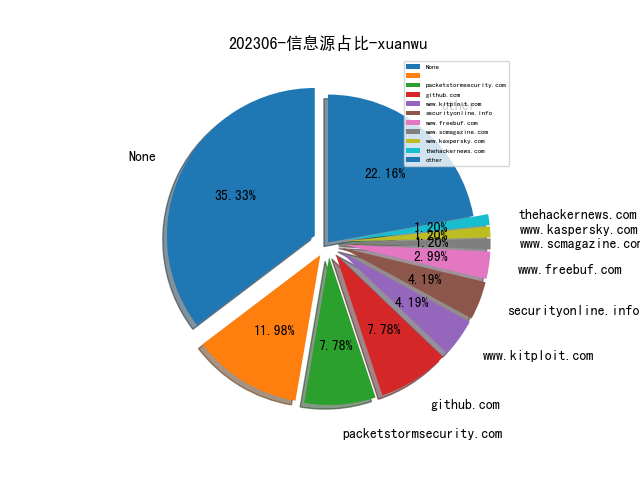 202306-信息源占比-xuanwu
None
packetstormsecurity.com
github.com
www.kitploit.com
securityonline.info
www.freebuf.com
www.scmagazine.com
www.kaspersky.com
thehackernews.com
other
other
22.16%
None
35.33%
thehackernews.com
1.20%
www.kaspersky.com
1.20%
www.scmagazine.com
1.20%
www.freebuf.com
2.99%
securityonline.info
4.19%
www.kitploit.com
4.19%
github.com
7.78%
packetstormsecurity.com
7.78%
11.98%